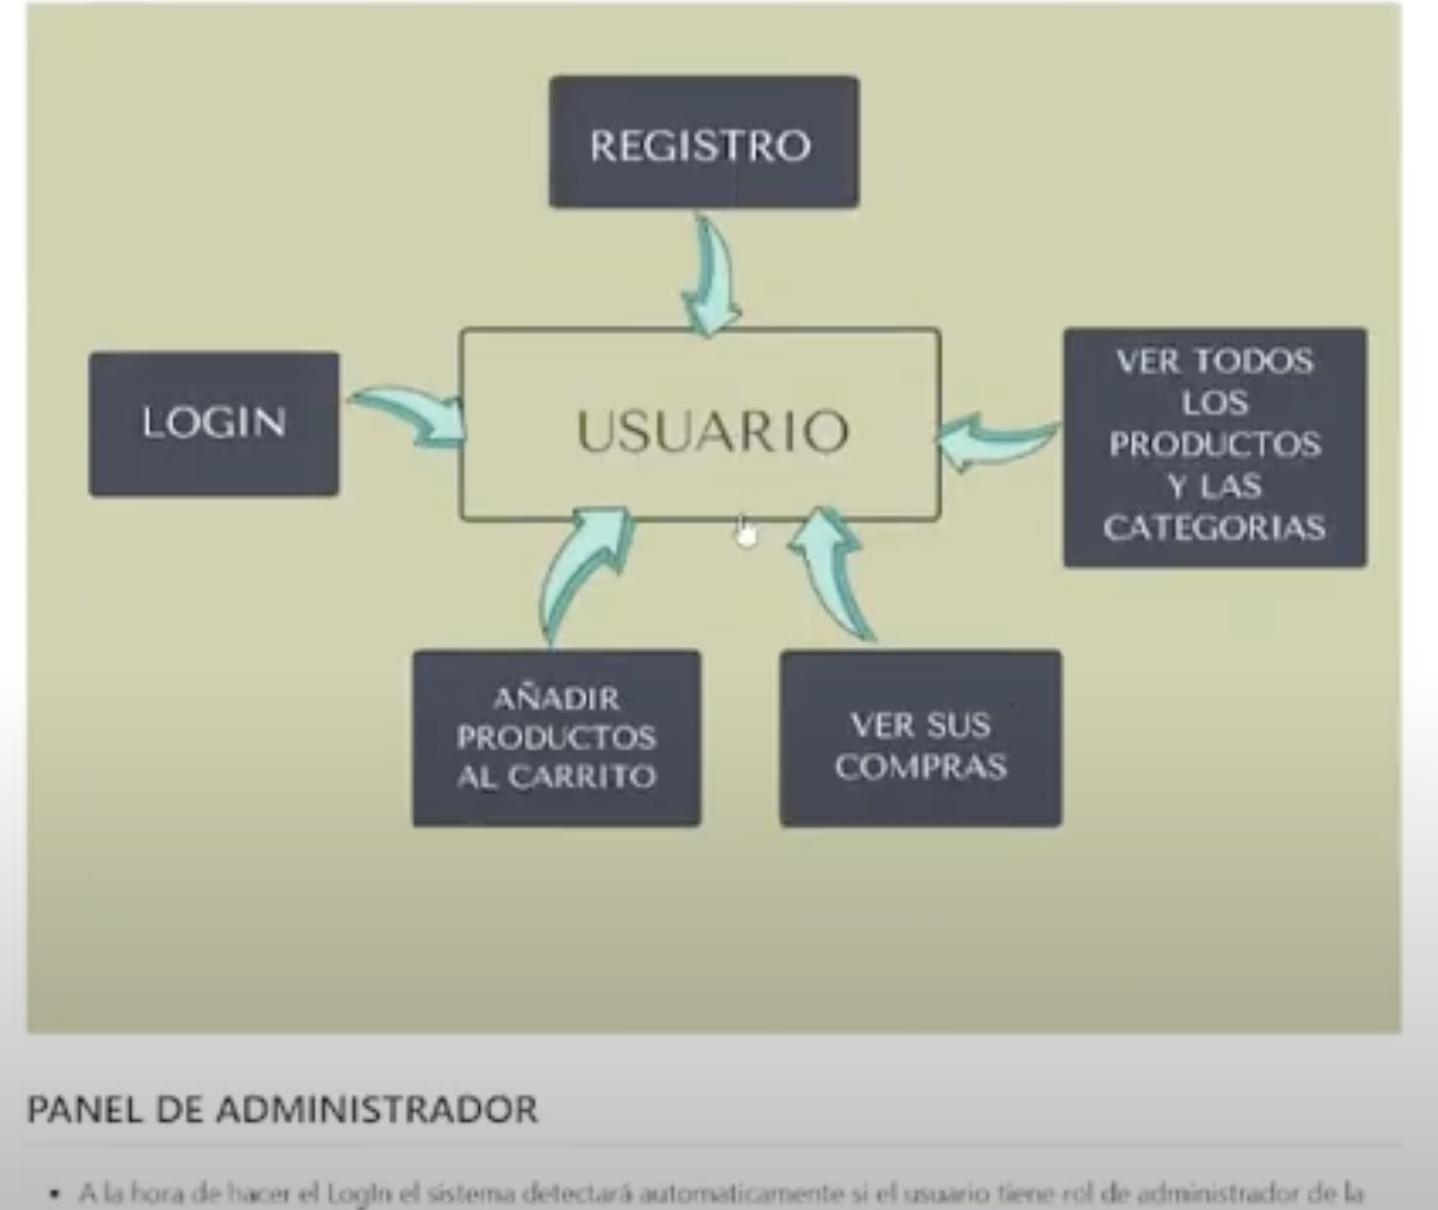 REGISTRO
LOGIN
USUARIO
VER TODOS
LOS
PRODUCTOS
Y LAS
CATEGORIAS
AÑADIR
PRODUCTOS
AL CARRITO
VER SUS
COMPRAS
PANEL DE ADMINISTRADOR
• A la hora de hacer el LogIn el sistema detectará automaticamente si el usuario tiene rol de administrador de la